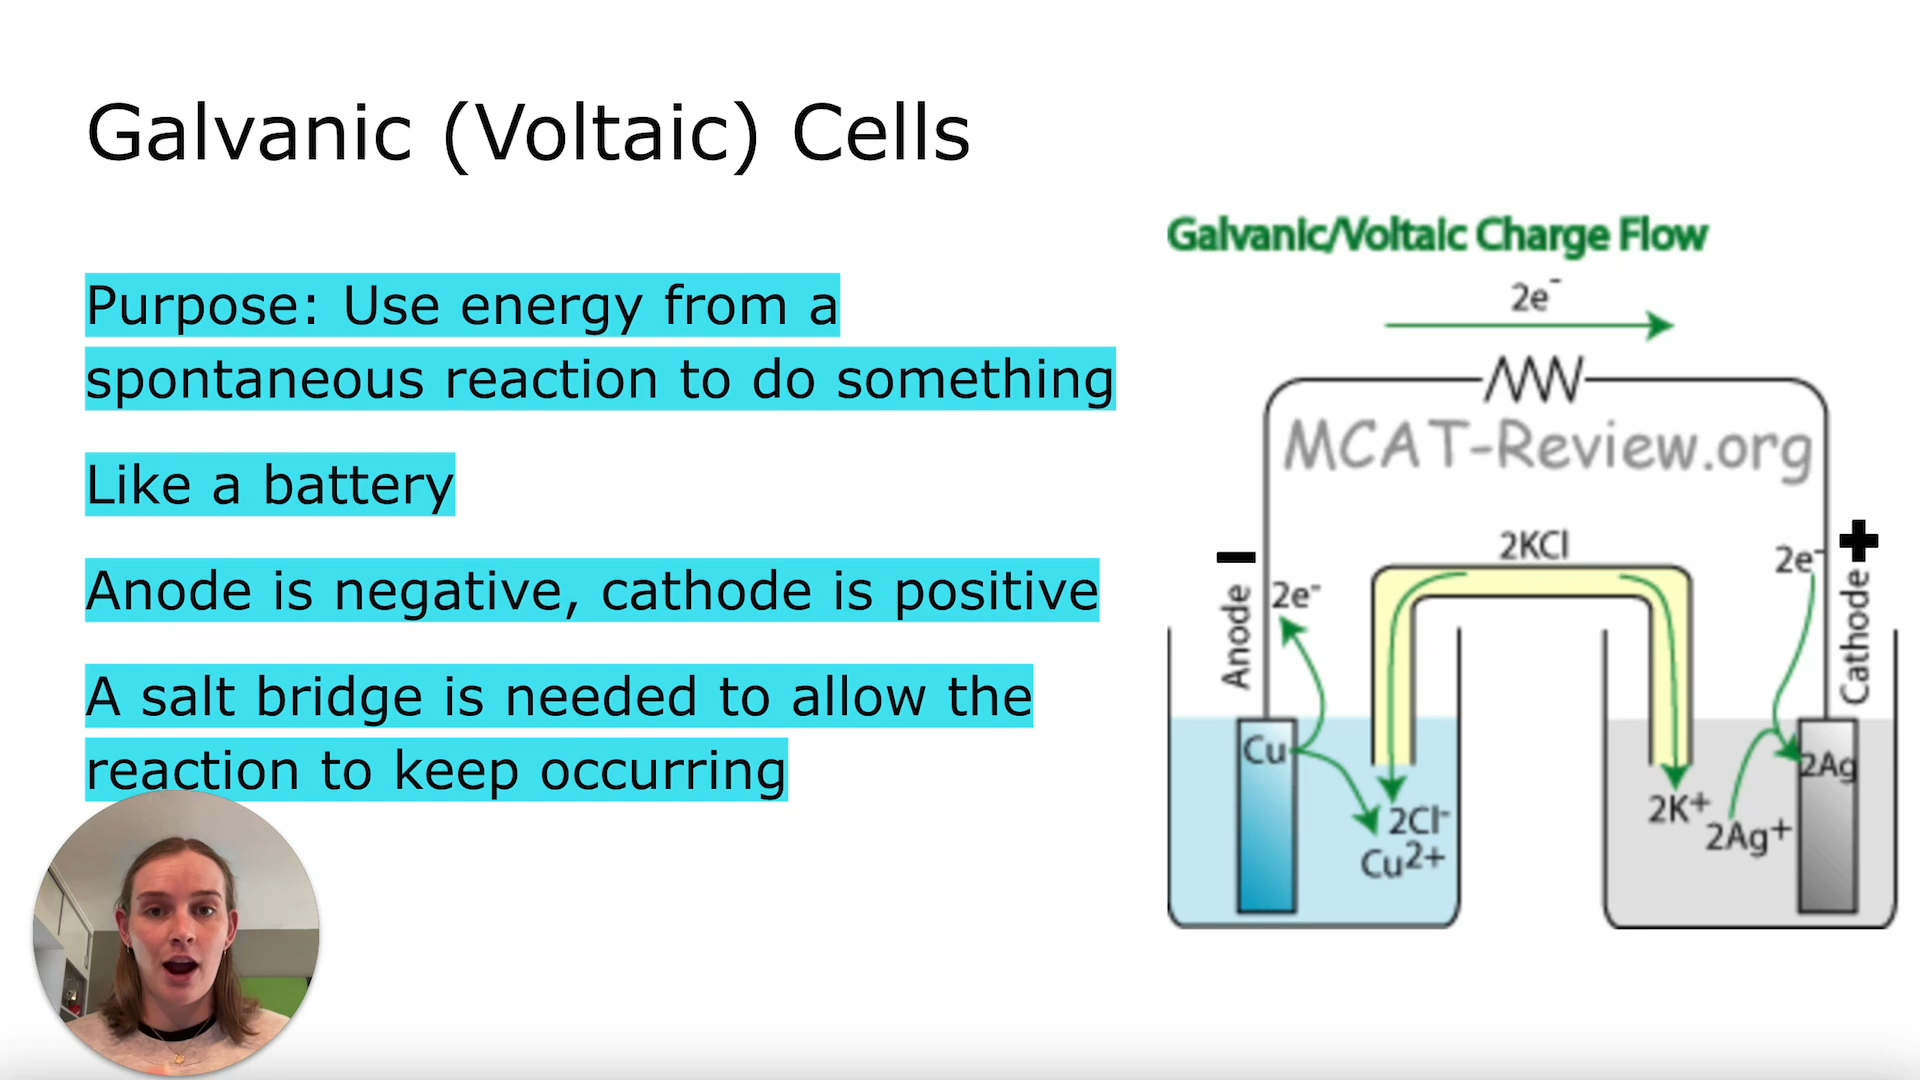 Galvanic (Voltaic) Cells
Purpose: Use energy from a
spontaneous reaction to do something
Like a battery
Anode is negative, cathode is positive
A salt bridge is needed to allow the
reaction to keep occurring
Galvanic/Voltaic Charge Flow
2e⁻
MCAT-Review.org
2KCl
−
+
Anode
2e⁻
2e⁻
Cathode
Cu
2Ag
2Cl⁻
Cu²⁺
2K⁺
2Ag⁺